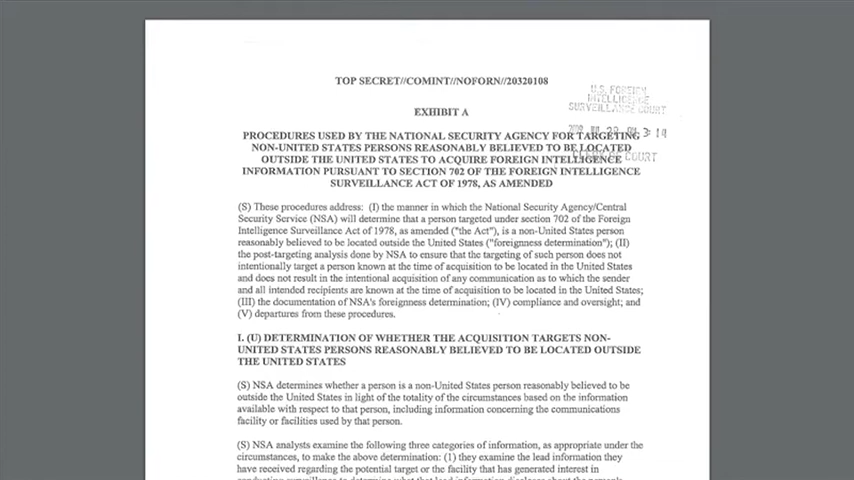 TOP SECRET//COMINT//NOFORN//20320108
U.S. FOREIGN
INTELLIGENCE
SURVEILLANCE COURT
EXHIBIT A
PROCEDURES USED BY THE NATIONAL SECURITY AGENCY FOR TARGETING
NON-UNITED STATES PERSONS REASONABLY BELIEVED TO BE LOCATED
OUTSIDE THE UNITED STATES TO ACQUIRE FOREIGN INTELLIGENCE
INFORMATION PURSUANT TO SECTION 702 OF THE FOREIGN INTELLIGENCE
SURVEILLANCE ACT OF 1978, AS AMENDED
(S) These procedures address: (I) the manner in which the National Security Agency/Central
Security Service (NSA) will determine that a person targeted under section 702 of the Foreign
Intelligence Surveillance Act of 1978, as amended ("the Act"), is a non-United States person
reasonably believed to be located outside the United States ("foreignness determination"); (II)
the post-targeting analysis done by NSA to ensure that the targeting of such person does not
intentionally target a person known at the time of acquisition to be located in the United States
and does not result in the intentional acquisition of any communication as to which the sender
and all intended recipients are known at the time of acquisition to be located in the United States;
(III) the documentation of NSA's foreignness determination; (IV) compliance and oversight; and
(V) departures from these procedures.
I. (U) DETERMINATION OF WHETHER THE ACQUISITION TARGETS NON-
UNITED STATES PERSONS REASONABLY BELIEVED TO BE LOCATED OUTSIDE
THE UNITED STATES
(S) NSA determines whether a person is a non-United States person reasonably believed to be
outside the United States in light of the totality of the circumstances based on the information
available with respect to that person, including information concerning the communications
facility or facilities used by that person.
(S) NSA analysts examine the following three categories of information, as appropriate under the
circumstances, to make the above determination: (1) they examine the lead information they
have received regarding the potential target or the facility that has generated interest in